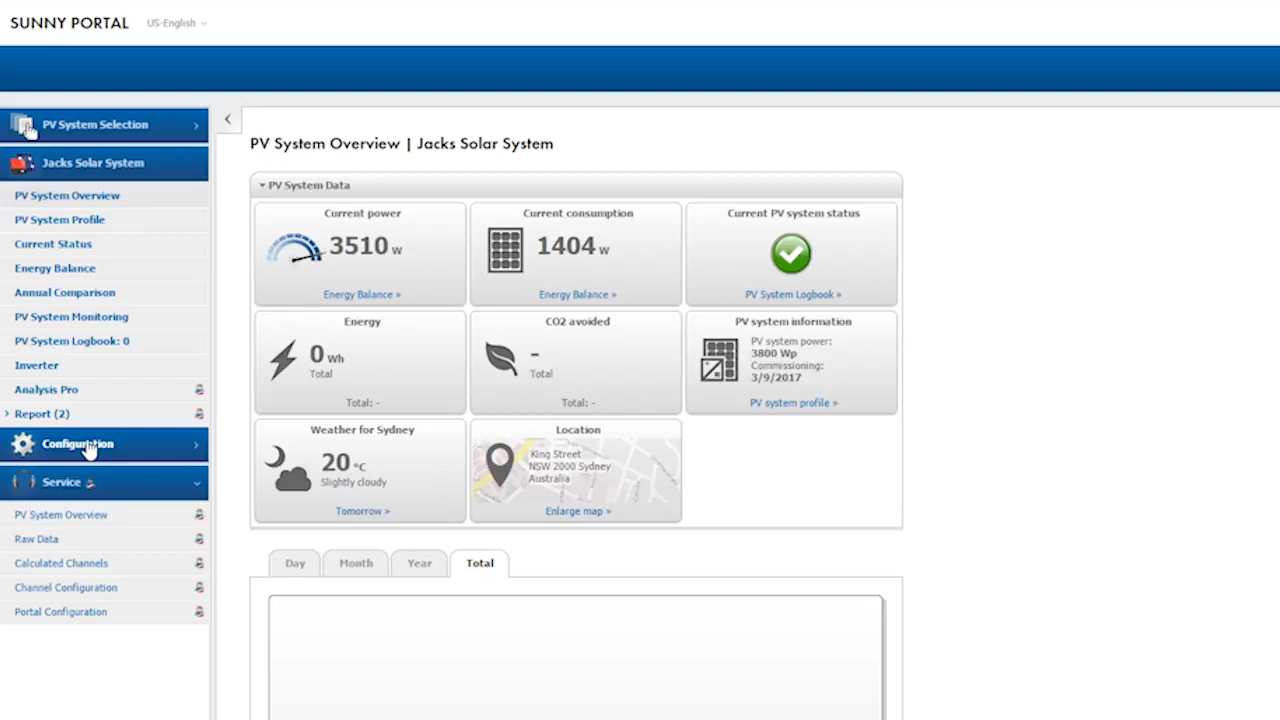 SUNNY PORTAL
US-English
PV System Selection
Jacks Solar System
PV System Overview
PV System Profile
Current Status
Energy Balance
Annual Comparison
PV System Monitoring
PV System Logbook: 0
Inverter
Analysis Pro
Report (2)
Configuration
Service
PV System Overview
Raw Data
Calculated Channels
Channel Configuration
Portal Configuration
PV System Overview | Jacks Solar System
PV System Data
Current power
3510 W
Energy Balance »
Current consumption
1404 W
Energy Balance »
Current PV system status
PV System Logbook »
Energy
0 Wh
Total
Total: -
CO2 avoided
-
Total
Total: -
PV system information
PV system power:
3800 Wp
Commissioning:
3/9/2017
PV system profile »
Weather for Sydney
20 °C
Slightly cloudy
Tomorrow »
Location
King Street
NSW 2000 Sydney
Australia
Enlarge map »
Day
Month
Year
Total